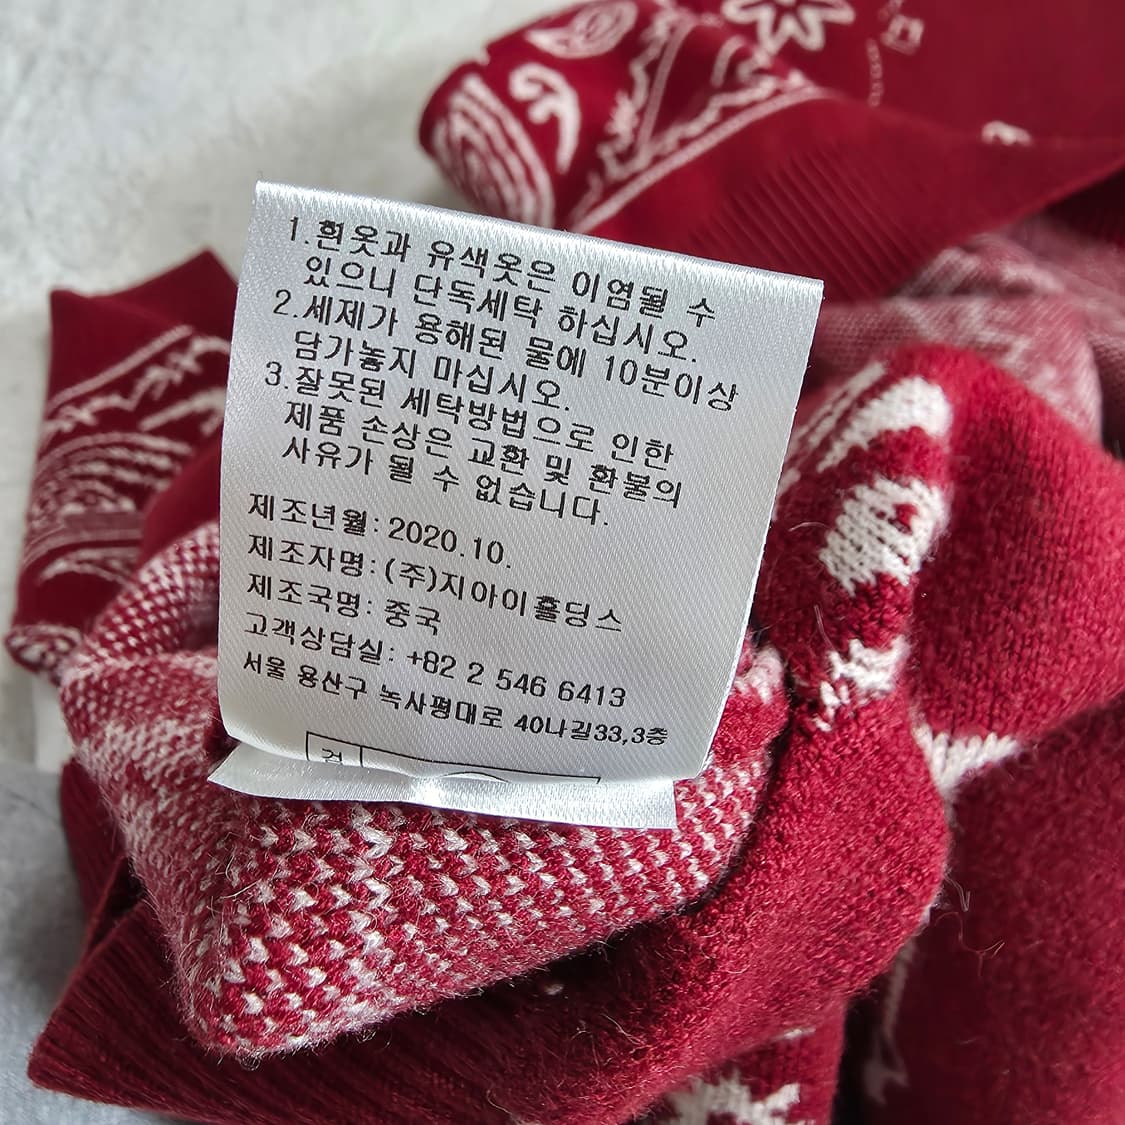 1.흰옷과 유색옷은 이염될 수
있으니 단독세탁 하십시오.
2.세제가 용해된 물에 10분이상
담가놓지 마십시오.
3.잘못된 세탁방법으로 인한
제품 손상은 교환 및 환불의
사유가 될 수 없습니다.
제조년월: 2020.10.
제조자명: (주)지아이홀딩스
제조국명: 중국
고객상담실: +82 2 546 6413
서울 용산구 녹사평대로 40나길33,3층